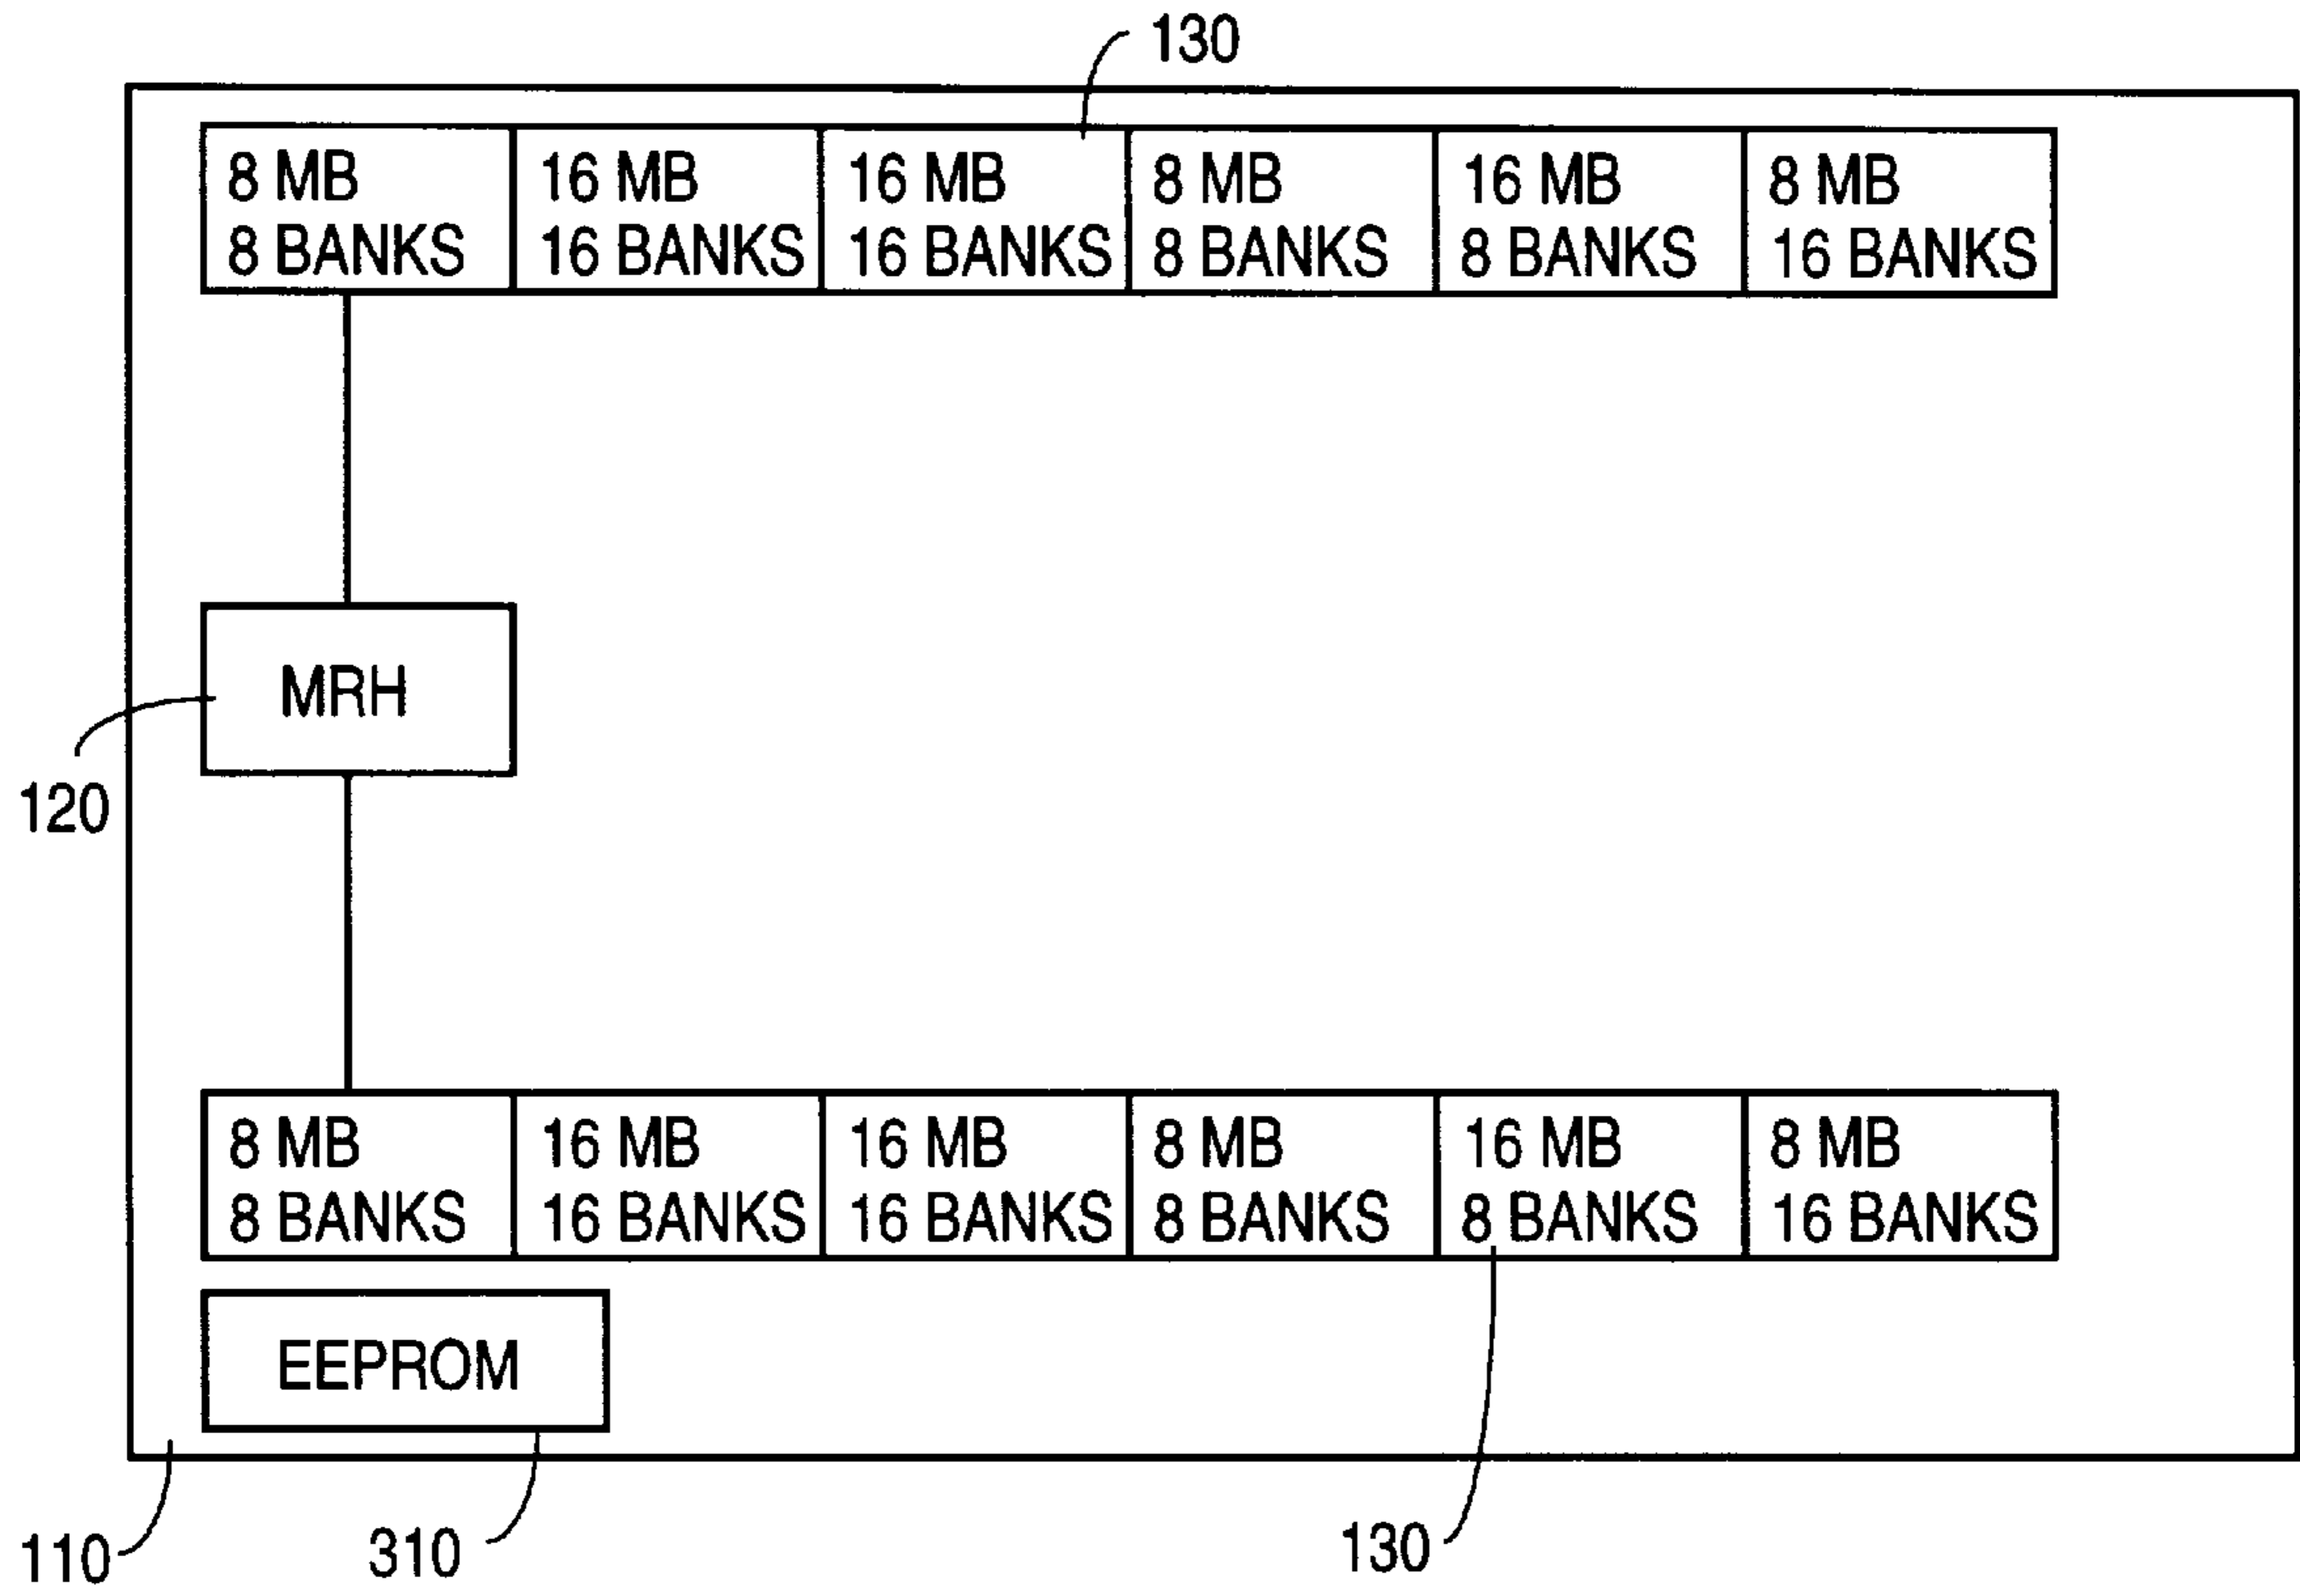 130
8 MB 16 MB 16 MB 8 MB 16 MB 8 MB
8 BANKS 16 BANKS 16 BANKS 8 BANKS 8 BANKS 16 BANKS
MRH
120
8 MB 16 MB 16 MB 8 MB 16 MB 8 MB
8 BANKS 16 BANKS 16 BANKS 8 BANKS 8 BANKS 16 BANKS
EEPROM
110 310 130